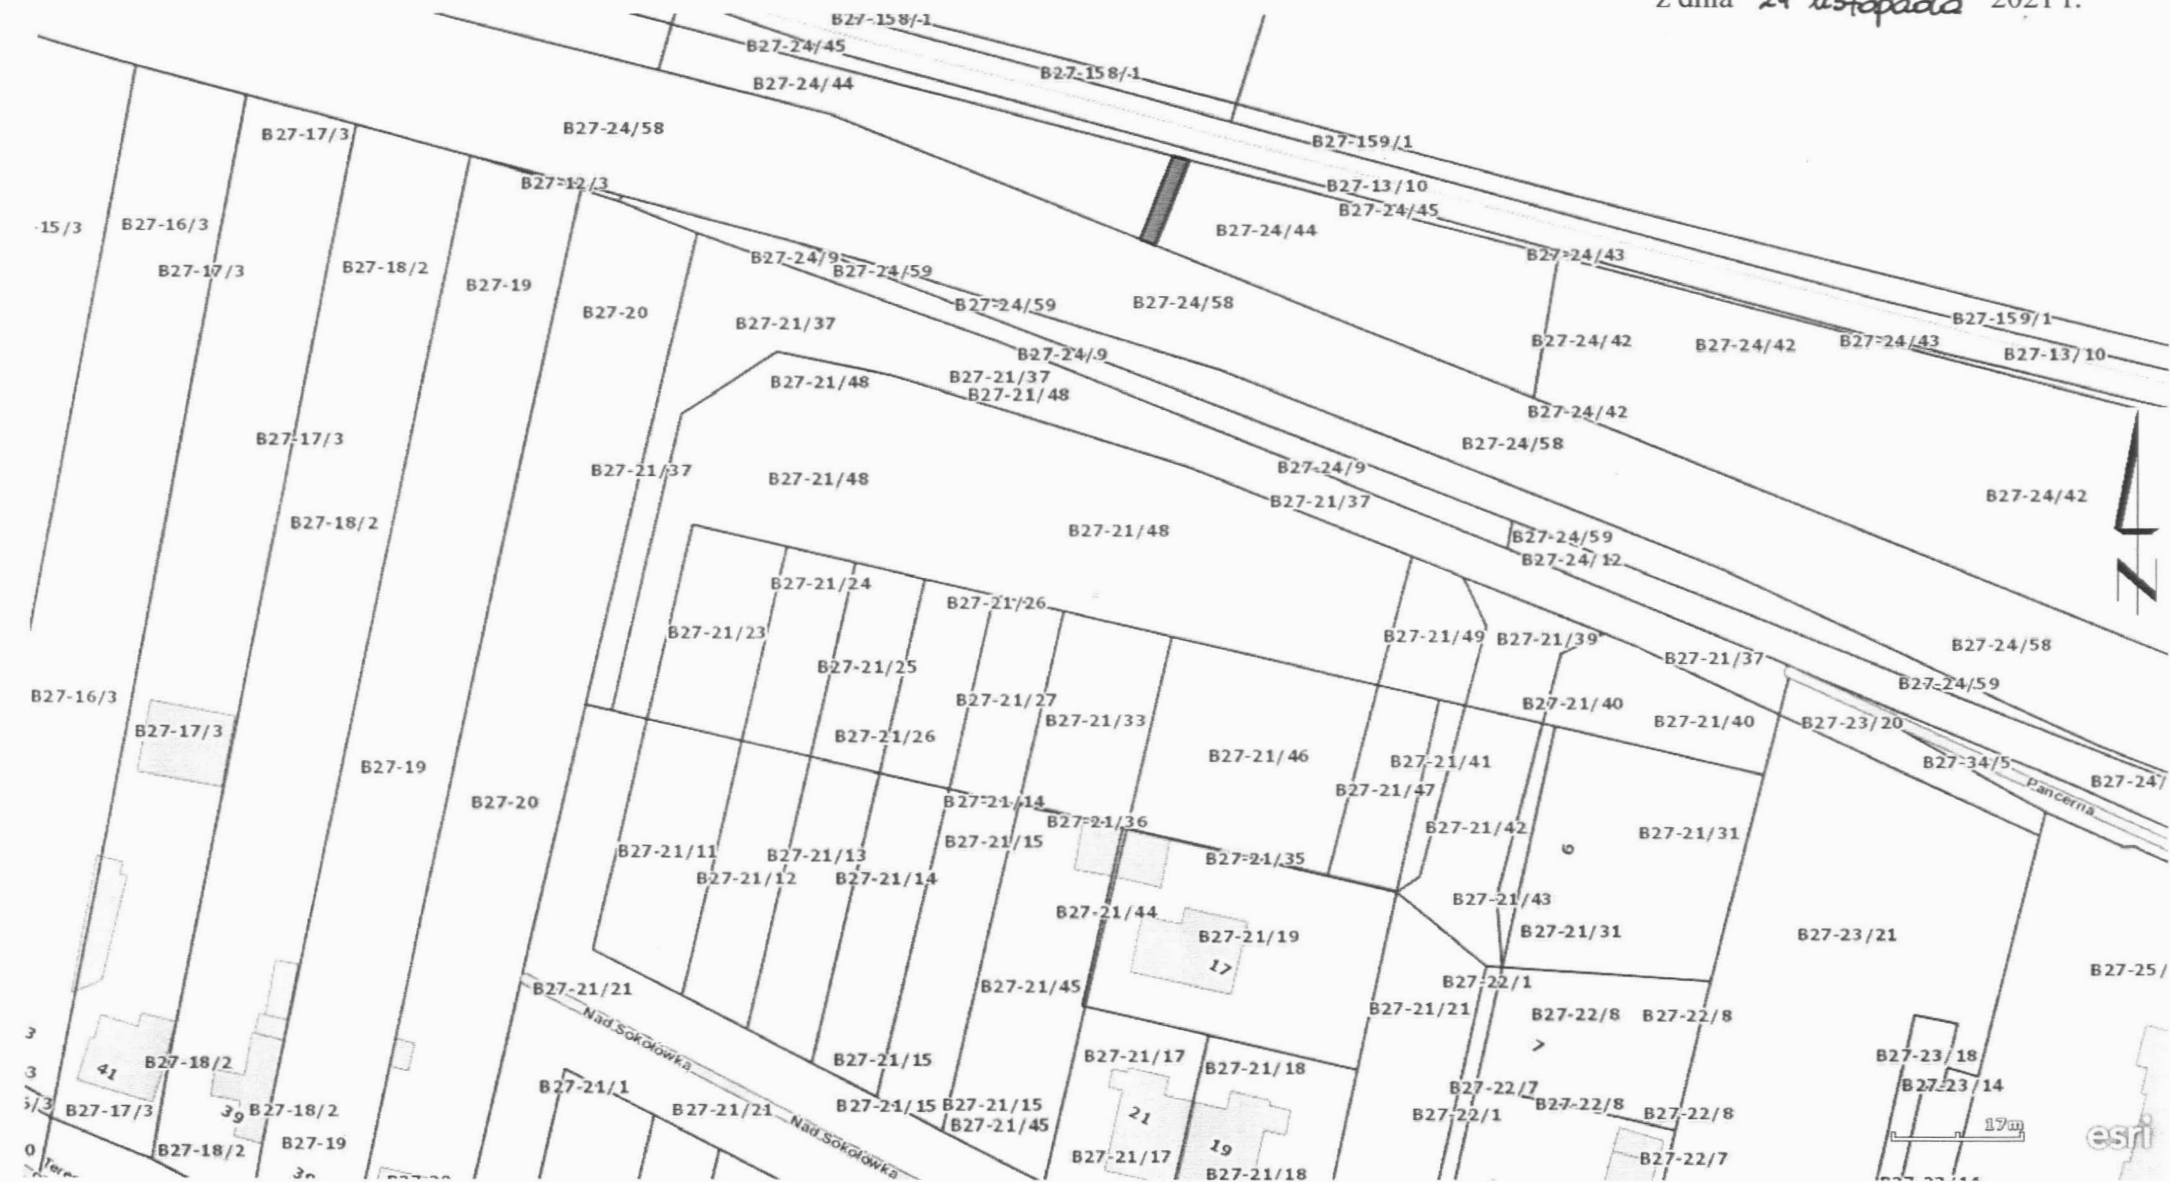 z dnia 24 listopada 2021 r.
B27-158/1
B27-24/45
B27-158/1
B27-24/44
B27-17/3
B27-24/58
B27-159/1
B27-12/3
B27-13/10
B27-24/45
-15/3
B27-16/3
B27-24/44
B27-17/3
B27-18/2
B27-19
B27-24/9
B27-24/59
B27-24/43
B27-20
B27-21/37
B27-24/59
B27-24/58
B27-159/1
B27-24/9
B27-24/42
B27-24/42
B27-24/43
B27-13/10
B27-21/48
B27-21/37
B27-21/48
B27-24/42
B27-17/3
B27-24/58
B27-21/37
B27-21/48
B27-24/9
B27-24/42
B27-18/2
B27-21/37
B27-21/48
B27-24/59
B27-24/12
N
B27-21/24
B27-21/26
B27-21/23
B27-21/49
B27-21/39
B27-24/58
B27-21/25
B27-21/37
B27-24/59
B27-16/3
B27-21/27
B27-21/33
B27-21/40
B27-21/40
B27-23/20
B27-17/3
B27-21/26
B27-19
B27-21/46
B27-21/41
B27-34/5
B27-24/
B27-20
B27-21/14
B27-21/47
Pancerna
B27-21/36
B27-21/15
B27-21/42
B27-21/31
B27-21/11
B27-21/13
B27-21/35
6
B27-21/12
B27-21/14
B27-21/44
B27-21/43
B27-21/19
B27-21/31
B27-23/21
17
B27-25/
B27-21/21
B27-21/45
B27-22/1
Nad Sokołówka
B27-21/21
B27-22/8
B27-22/8
3
7
B27-18/2
B27-21/15
B27-21/17
B27-21/18
B27-23/18
3
41
B27-21/1
B27-22/7
B27-23/14
5/3
B27-17/3
39
B27-18/2
B27-21/21
B27-21/15
B27-21/15
B27-21/45
21
B27-22/1
B27-22/8
B27-22/8
17m
esri
0
B27-18/2
B27-19
Nad Sokołówka
B27-21/17
19
B27-21/18
B27-22/7